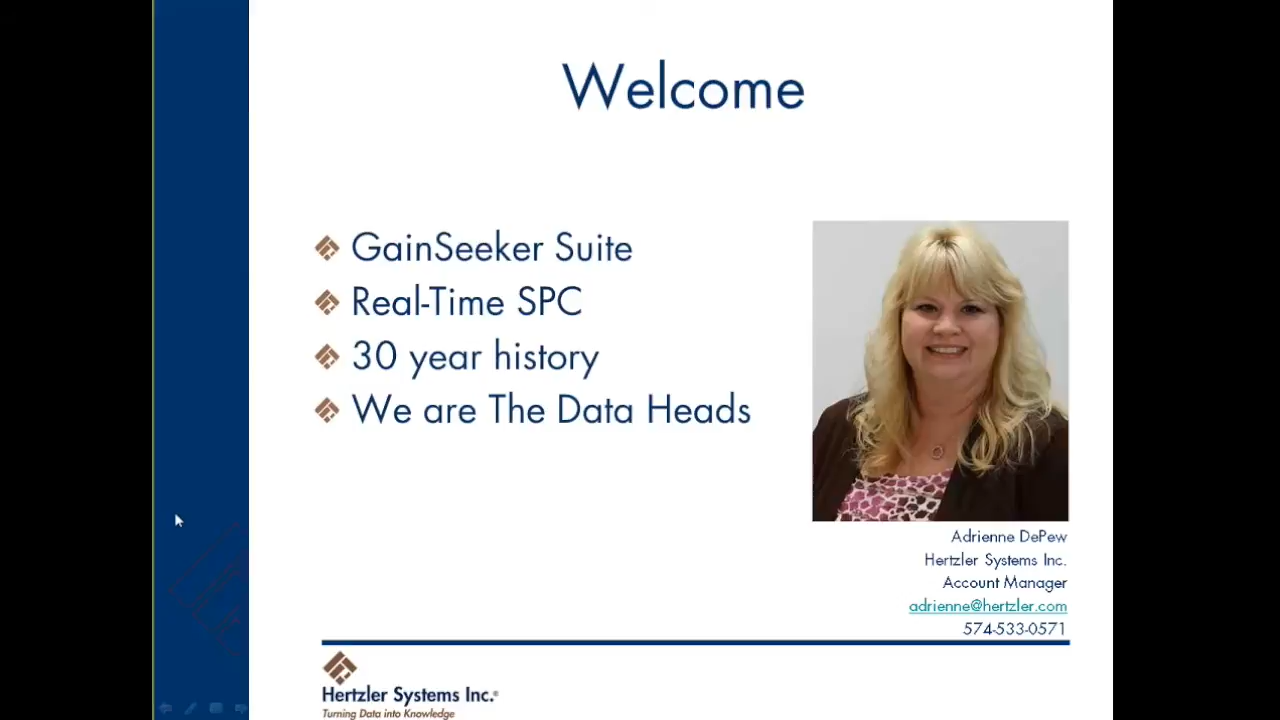 Welcome
GainSeeker Suite
Real-Time SPC
30 year history
We are The Data Heads
Adrienne DePew
Hertzler Systems Inc.
Account Manager
adrienne@hertzler.com
574-533-0571
Hertzler Systems Inc.®
Turning Data into Knowledge